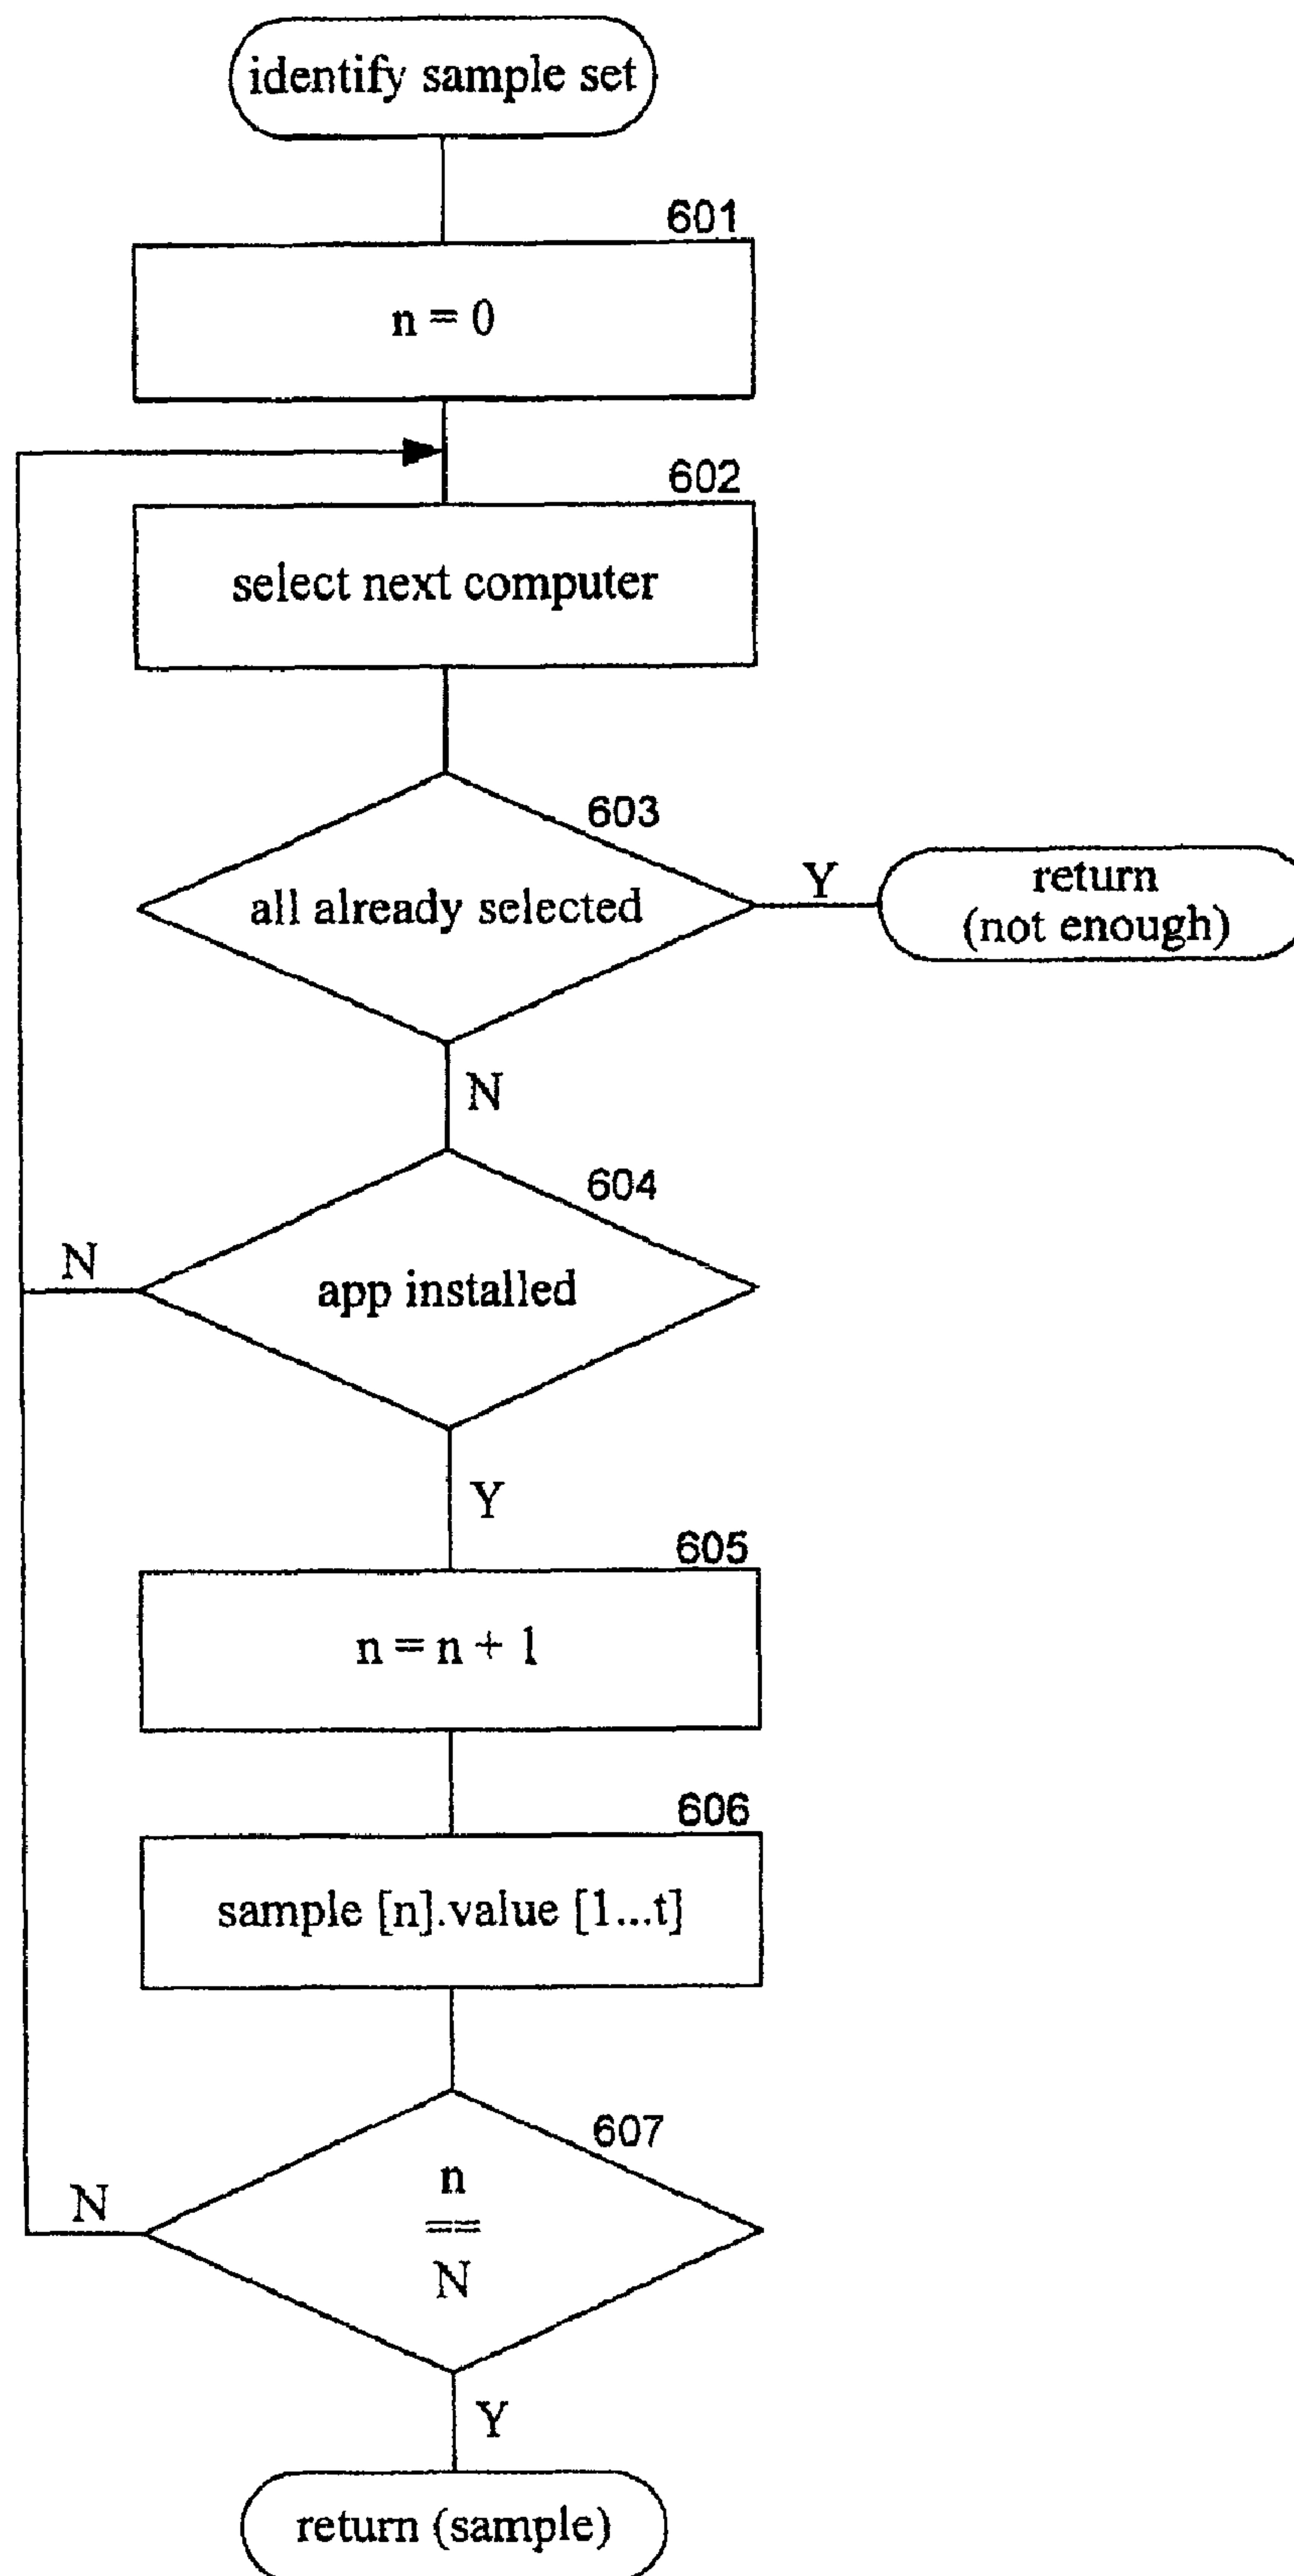 identify sample set
601
n = 0
602
select next computer
603
all already selected
Y
return
(not enough)
N
604
app installed
N
Y
605
n = n + 1
606
sample [n].value [1...t]
607
n
==
N
N
Y
return (sample)